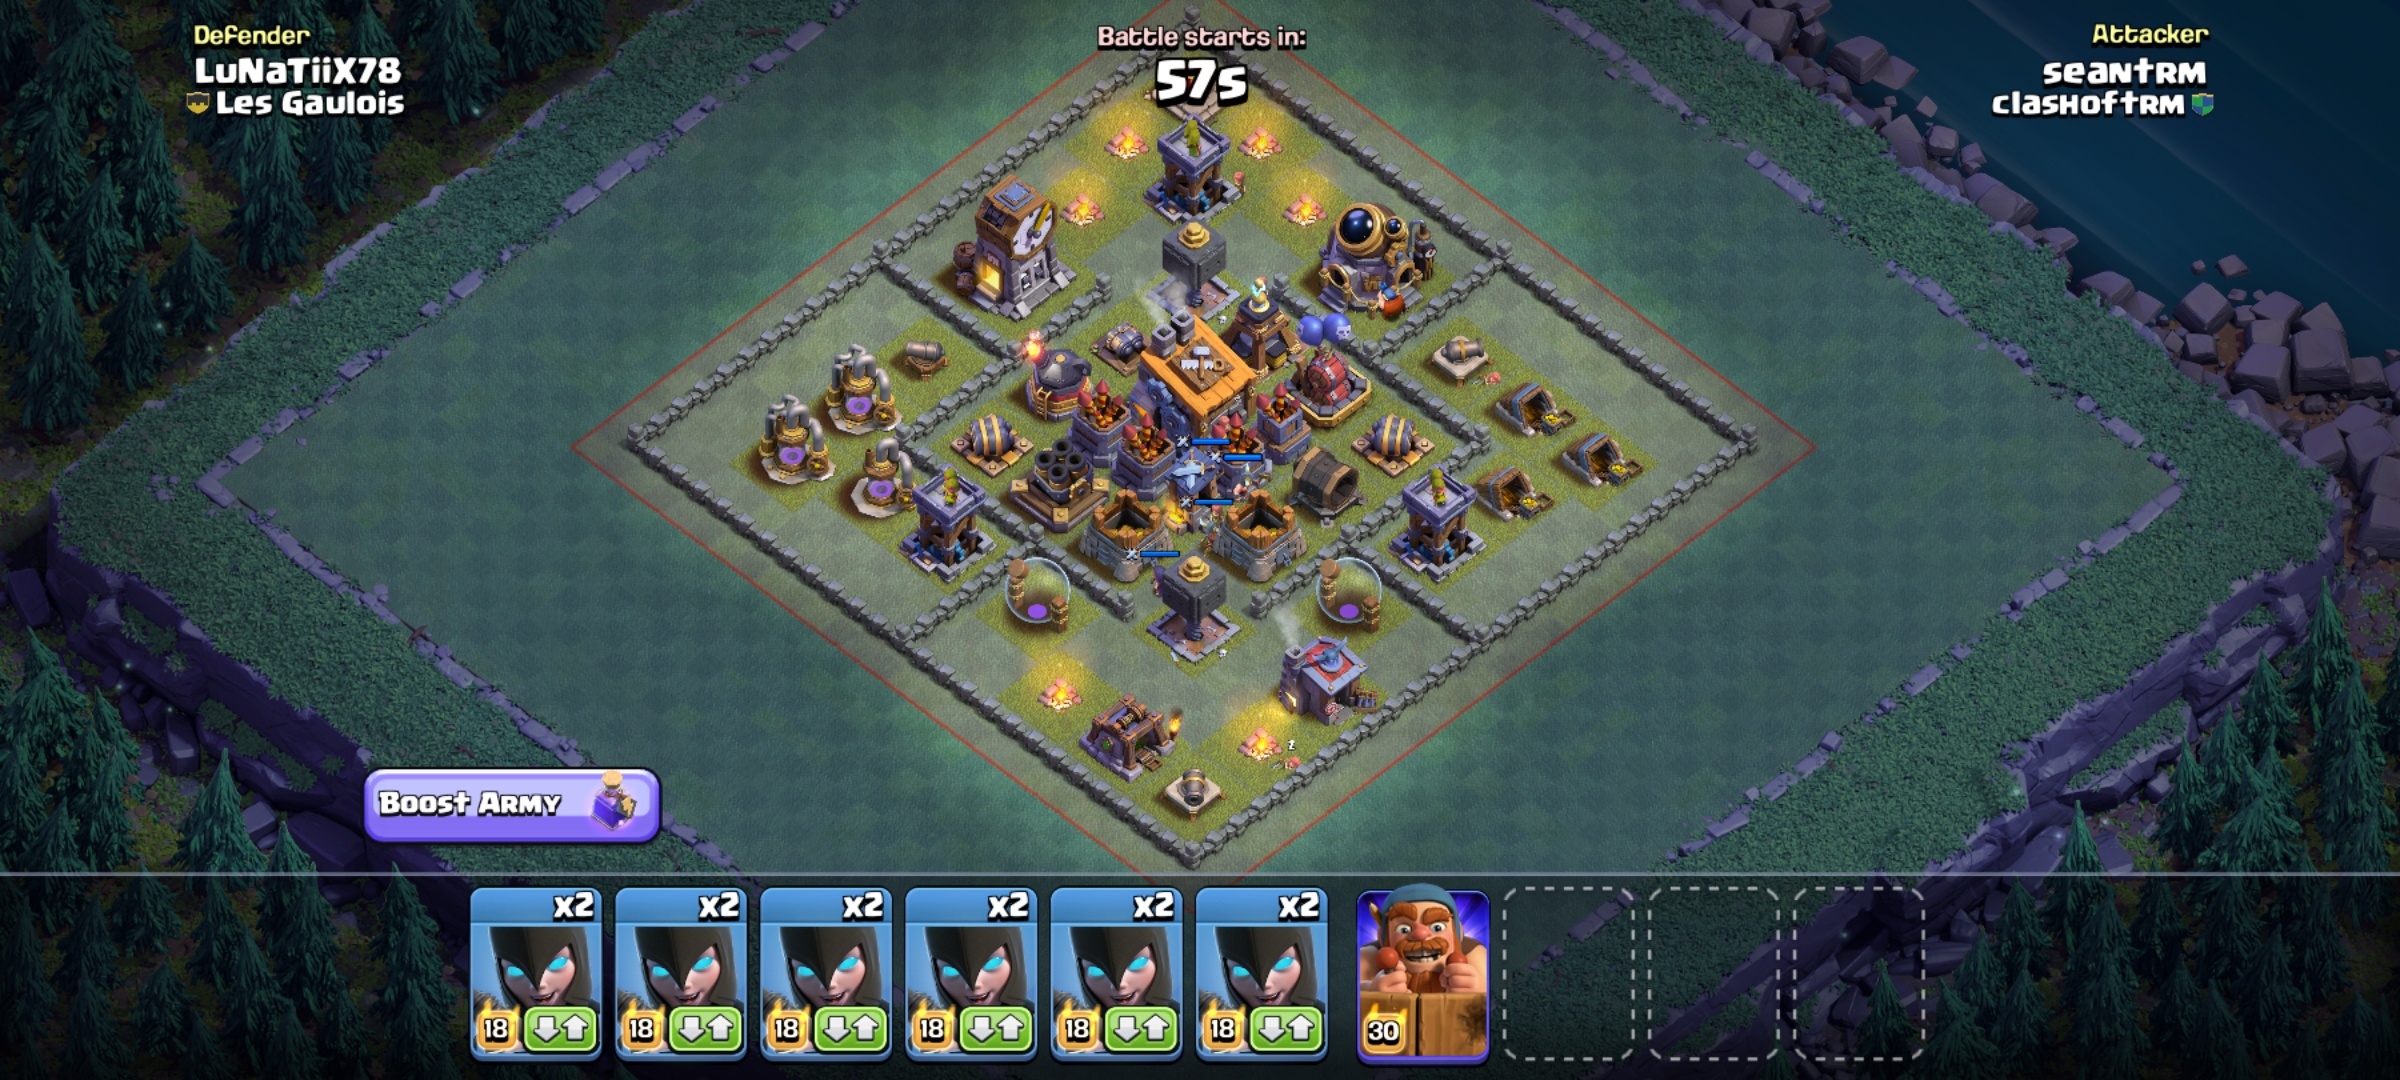 Defender
LuNaTiiX78
Les Gaulois
Battle starts in:
57s
Attacker
seantRM
clashoftRM
Boost Army
x2
x2
x2
x2
x2
x2
18
18
18
18
18
18
30